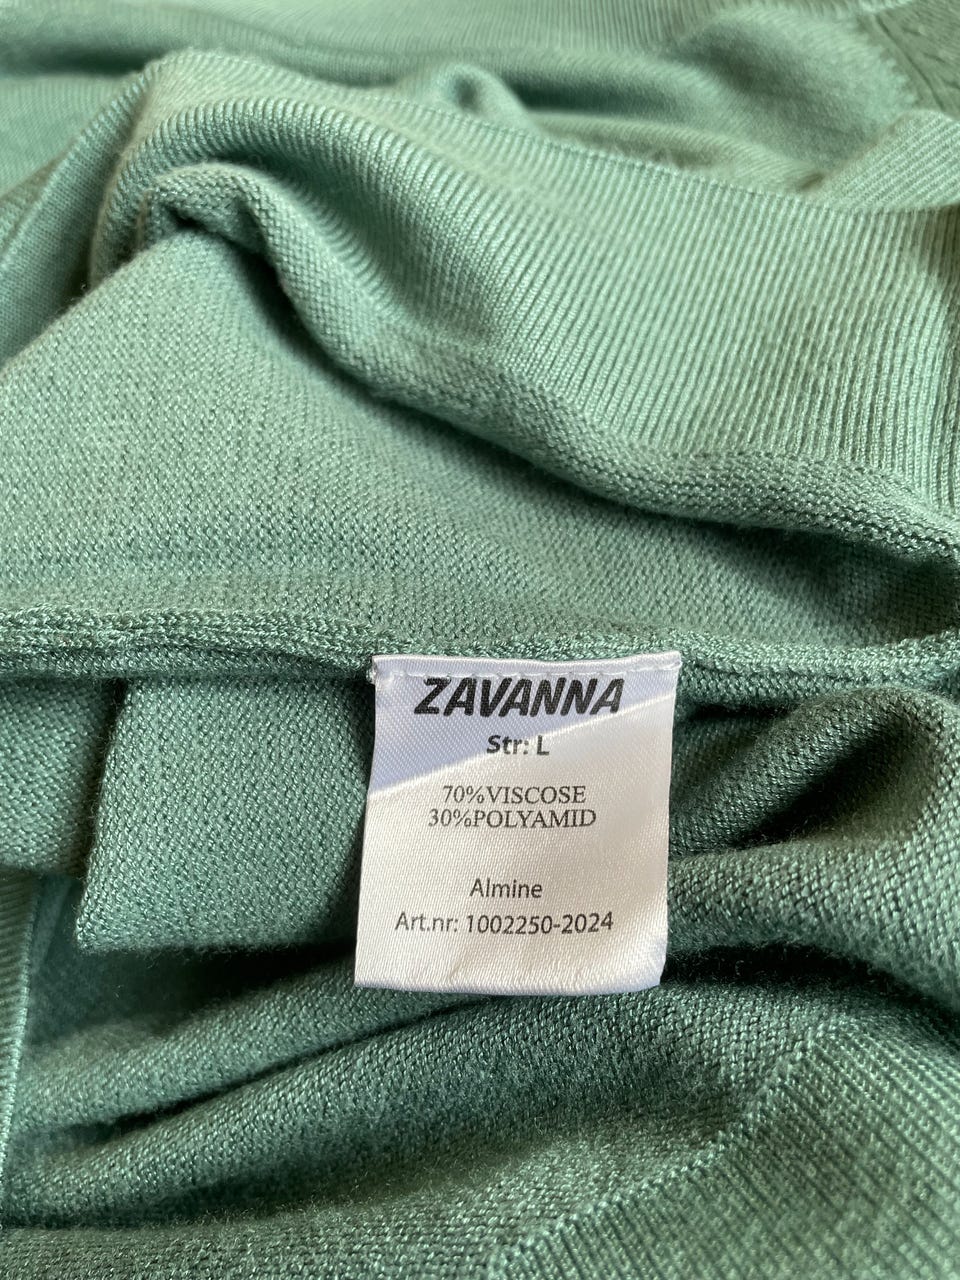 ZAVANNA
Str: L
70%VISCOSE
30%POLYAMID
Almine
Art.nr: 1002250-2024